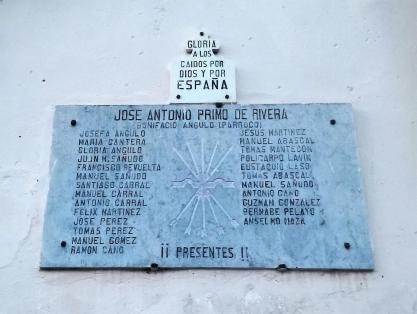 GLORIA
A LOS
CAIDOS POR
DIOS Y POR
ESPAÑA
JOSE ANTONIO PRIMO DE RIVERA
BONIFACIO ANGULO (PARROCO)
JOSEFA ANGULO
MARIA CANTERA
GLORIA ANGULO
JUAN M. SAÑUDO
FRANCISCO REVUELTA
MANUEL SAÑUDO
SANTIAGO CARRAL
MANUEL CARRAL
ANTONIO CARRAL
FELIX MARTINEZ
JOSE PEREZ
TOMAS PEREZ
MANUEL GOMEZ
RAMON CANO
JESUS MARTINEZ
MANUEL ABASCAL
TOMAS MANTECON
POLICARPO LAVIN
EUSTAQUIO LASO
TOMAS ABASCAL
MANUEL SAÑUDO
ANTONIO CANO
GUZMAN GONZALEZ
BERNABE PELAYO
ANSELMO MAZA
¡¡ PRESENTES !!